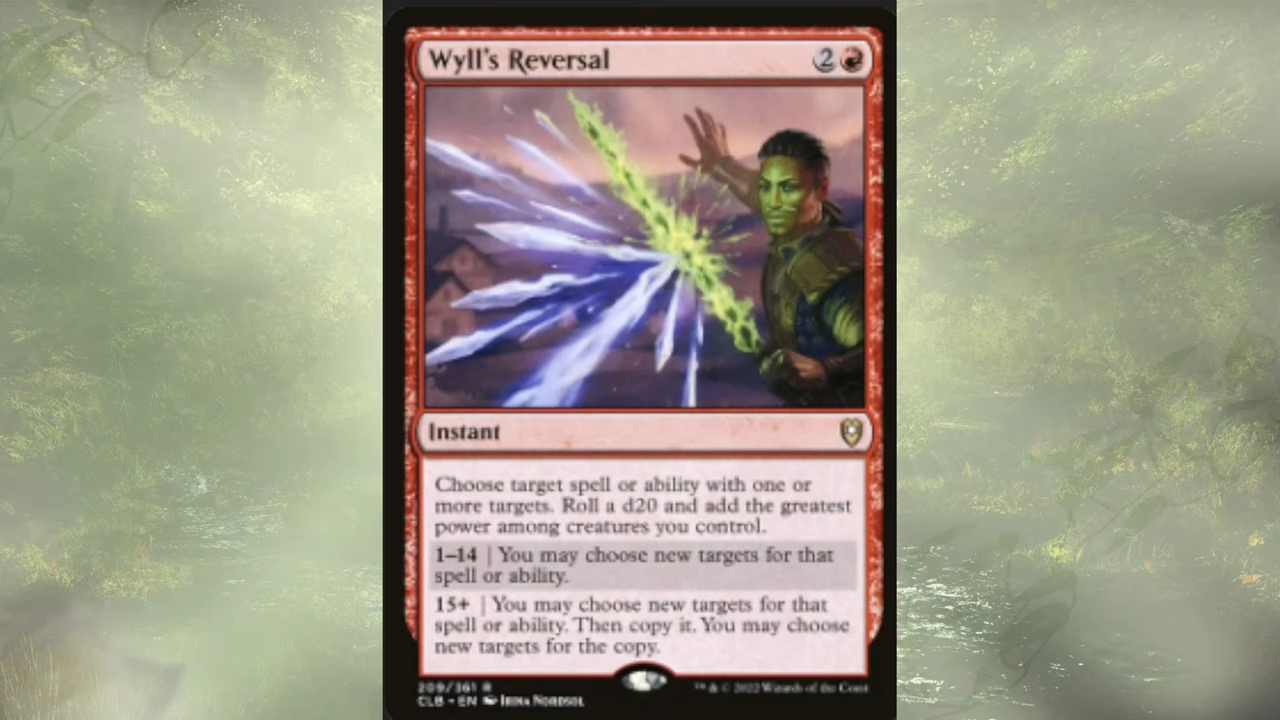 Wyll's Reversal 2
Instant
Choose target spell or ability with one or
more targets. Roll a d20 and add the greatest
power among creatures you control.
1–14 | You may choose new targets for that
spell or ability.
15+ | You may choose new targets for that
spell or ability. Then copy it. You may choose
new targets for the copy.
209/361 R ™ & © 2022 Wizards of the Coast
CLB • EN Irina Nordsol